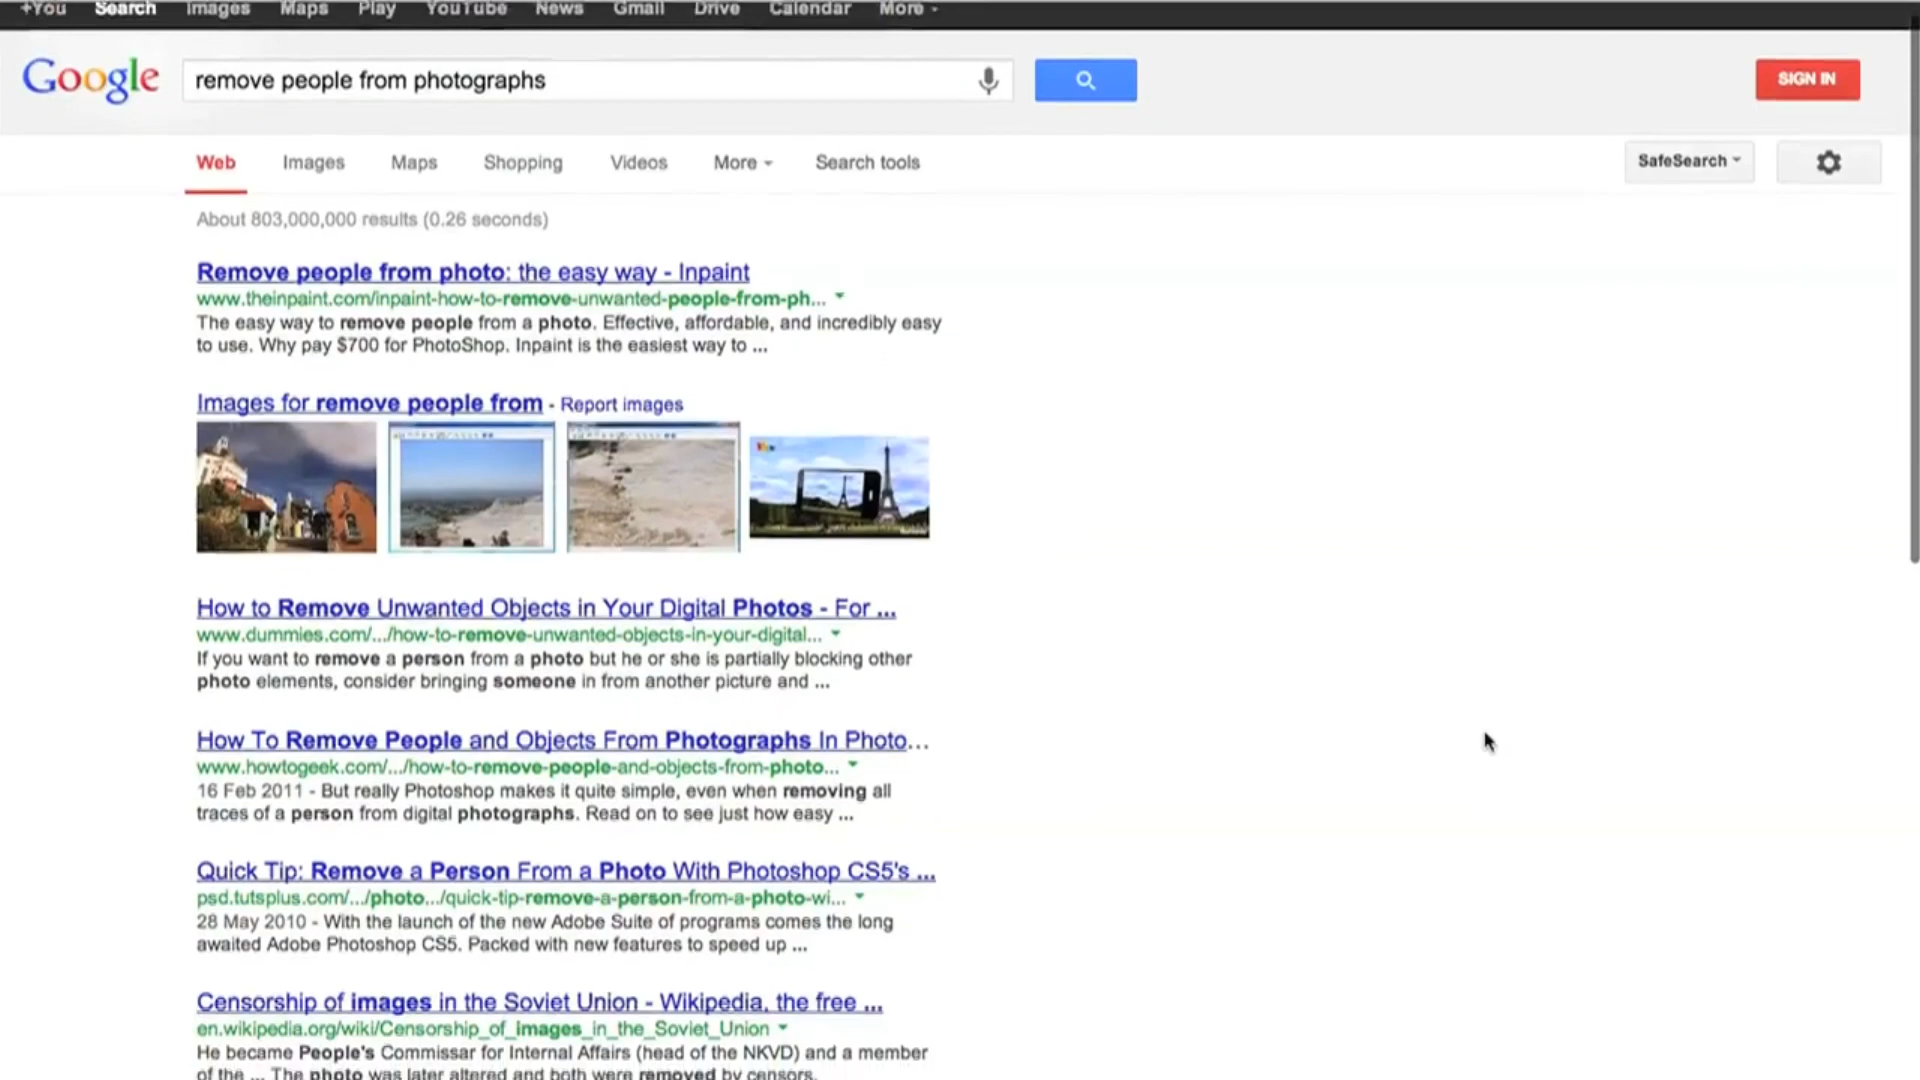 +You Search Images Maps Play YouTube News Gmail Drive Calendar More
Google
remove people from photographs
SIGN IN
Web Images Maps Shopping Videos More Search tools
SafeSearch
About 803,000,000 results (0.26 seconds)
Remove people from photo: the easy way - Inpaint
www.theinpaint.com/inpaint-how-to-remove-unwanted-people-from-ph...
The easy way to remove people from a photo. Effective, affordable, and incredibly easy
to use. Why pay $700 for PhotoShop. Inpaint is the easiest way to ...
Images for remove people from - Report images
How to Remove Unwanted Objects in Your Digital Photos - For ...
www.dummies.com/.../how-to-remove-unwanted-objects-in-your-digital...
If you want to remove a person from a photo but he or she is partially blocking other
photo elements, consider bringing someone in from another picture and ...
How To Remove People and Objects From Photographs In Photo...
www.howtogeek.com/.../how-to-remove-people-and-objects-from-photo...
16 Feb 2011 - But really Photoshop makes it quite simple, even when removing all
traces of a person from digital photographs. Read on to see just how easy ...
Quick Tip: Remove a Person From a Photo With Photoshop CS5's ...
psd.tutsplus.com/.../photo.../quick-tip-remove-a-person-from-a-photo-wi...
28 May 2010 - With the launch of the new Adobe Suite of programs comes the long
awaited Adobe Photoshop CS5. Packed with new features to speed up ...
Censorship of images in the Soviet Union - Wikipedia, the free ...
en.wikipedia.org/wiki/Censorship_of_images_in_the_Soviet_Union
He became People's Commissar for Internal Affairs (head of the NKVD) and a member
of the ... The photo was later altered and both were removed by censors.